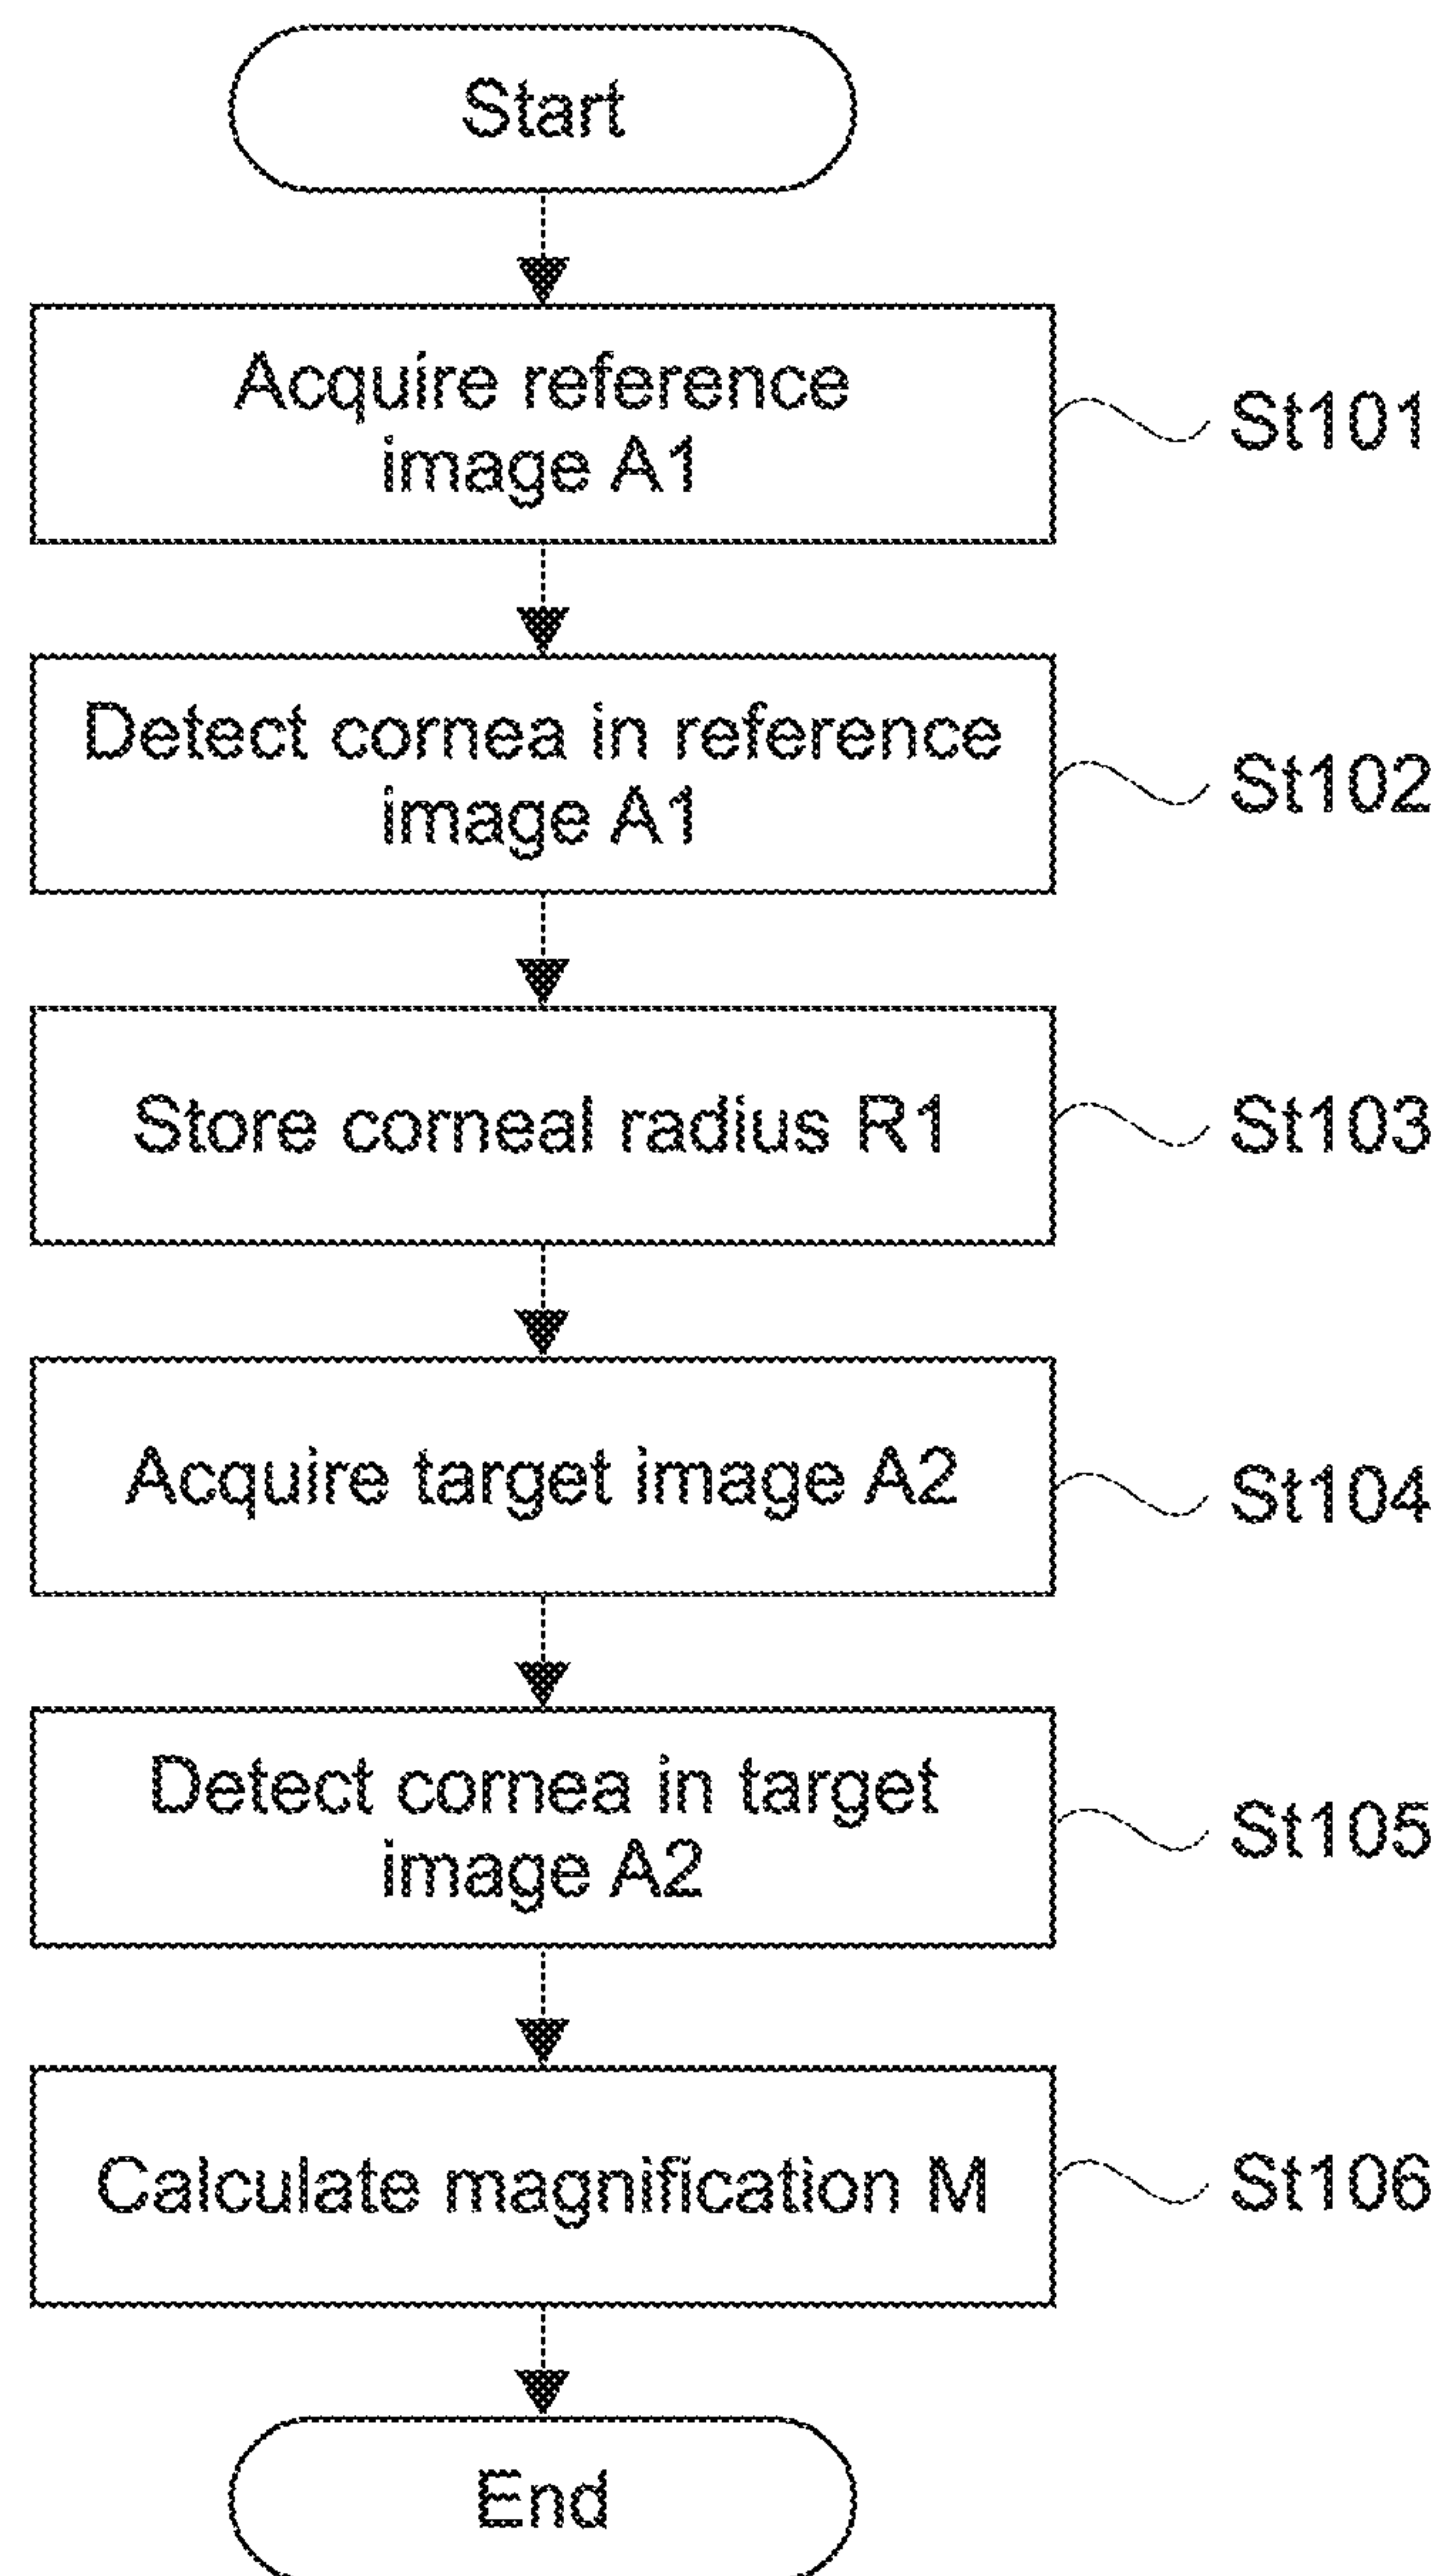 Start
Acquire reference
image A1
St101
Detect cornea in reference
image A1
St102
Store corneal radius R1
St103
Acquire target image A2
St104
Detect cornea in target
image A2
St105
Calculate magnification M
St106
End